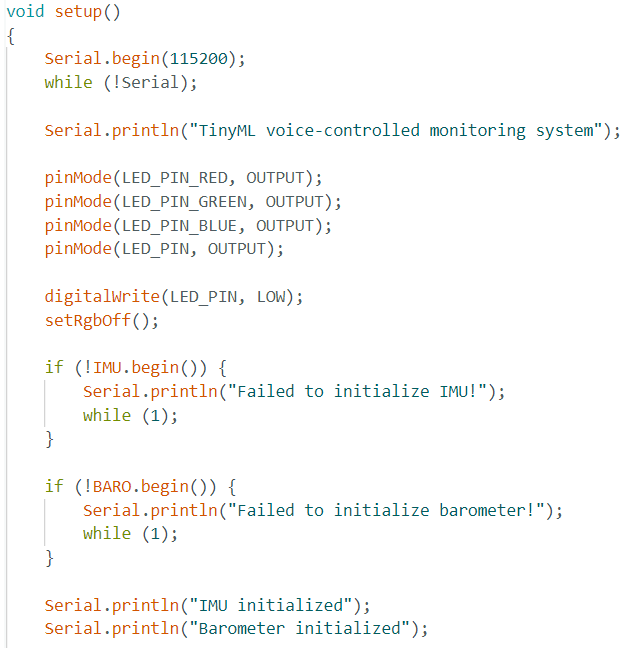 void setup()
{
    Serial.begin(115200);
    while (!Serial);

    Serial.println("TinyML voice-controlled monitoring system");

    pinMode(LED_PIN_RED, OUTPUT);
    pinMode(LED_PIN_GREEN, OUTPUT);
    pinMode(LED_PIN_BLUE, OUTPUT);
    pinMode(LED_PIN, OUTPUT);

    digitalWrite(LED_PIN, LOW);
    setRgbOff();

    if (!IMU.begin()) {
        Serial.println("Failed to initialize IMU!");
        while (1);
    }

    if (!BARO.begin()) {
        Serial.println("Failed to initialize barometer!");
        while (1);
    }

    Serial.println("IMU initialized");
    Serial.println("Barometer initialized");